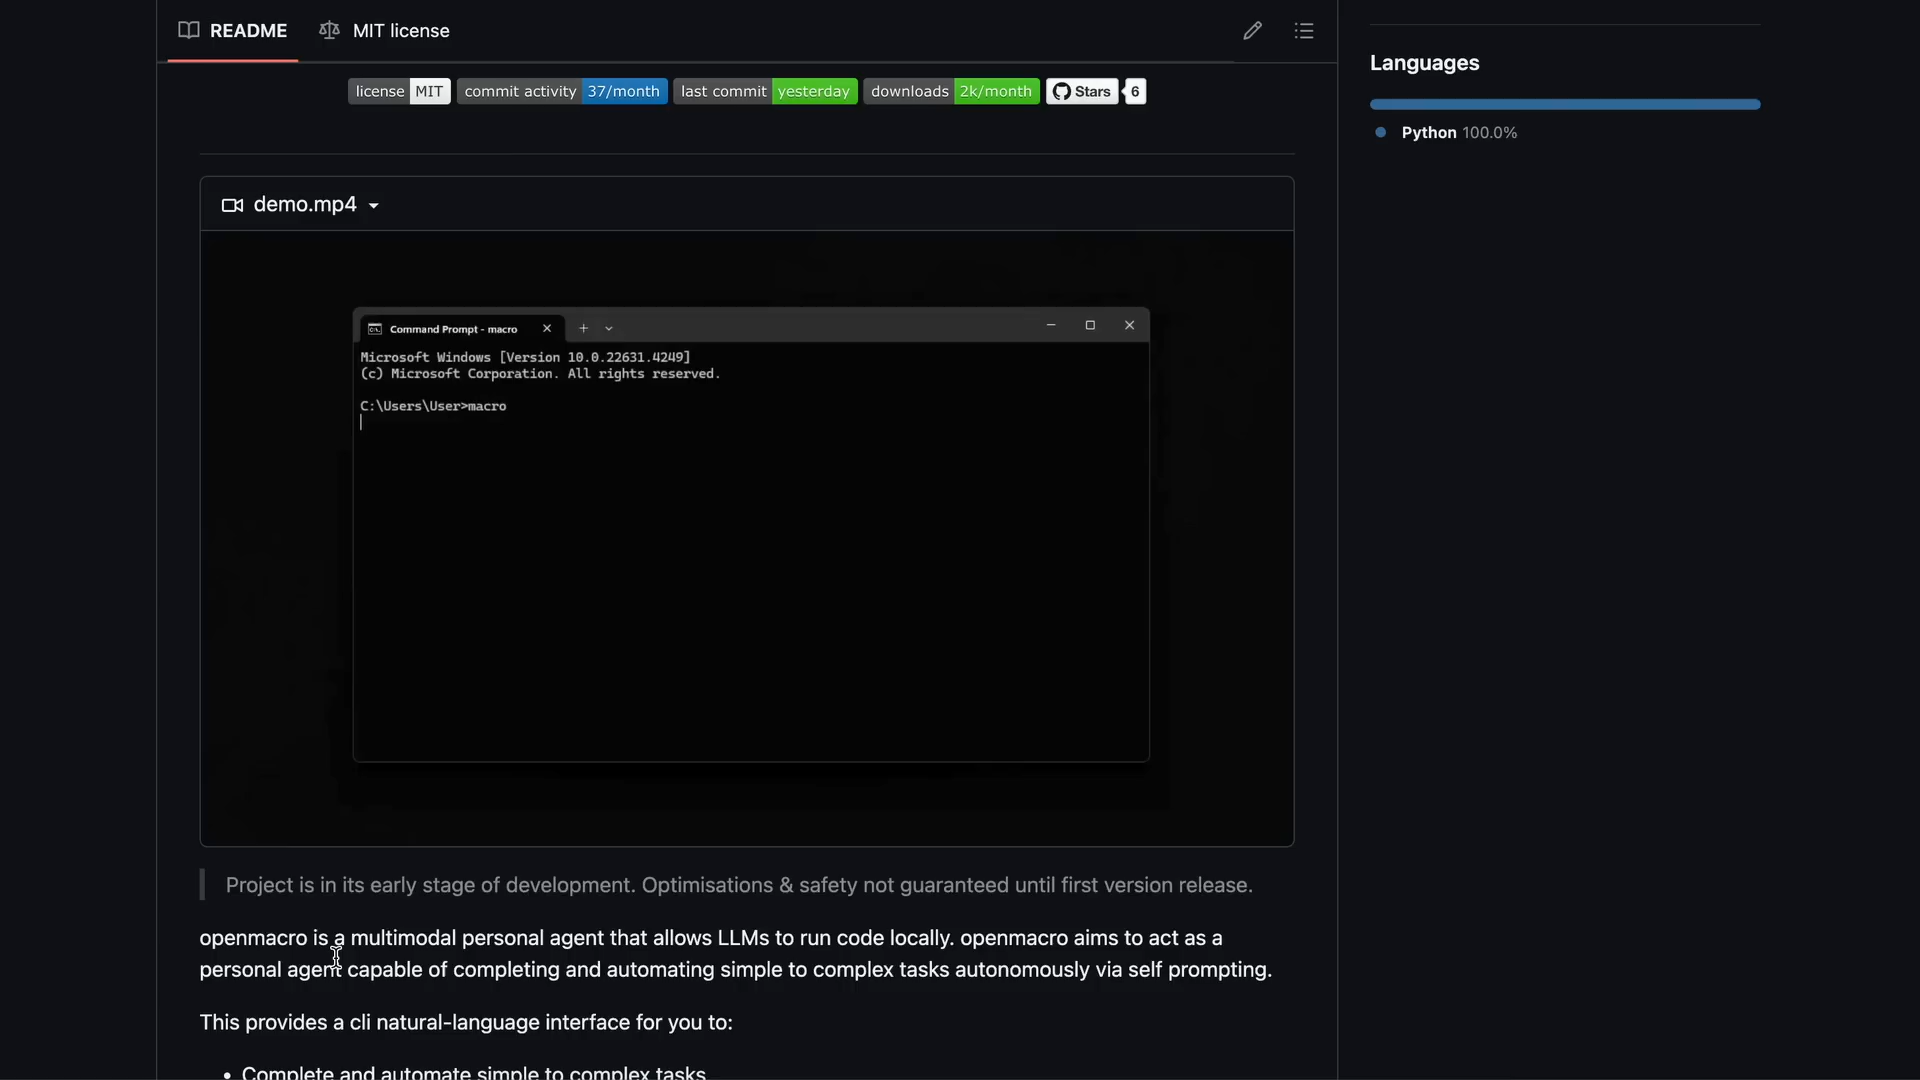 README MIT license
license MIT commit activity 37/month last commit yesterday downloads 2k/month Stars 6
demo.mp4
Command Prompt - macro
Microsoft Windows [Version 10.0.22631.4249]
(c) Microsoft Corporation. All rights reserved.
C:\Users\User>macro
Project is in its early stage of development. Optimisations & safety not guaranteed until first version release.
openmacro is a multimodal personal agent that allows LLMs to run code locally. openmacro aims to act as a
personal agent capable of completing and automating simple to complex tasks autonomously via self prompting.
This provides a cli natural-language interface for you to:
• Complete and automate simple to complex tasks
Languages
Python 100.0%